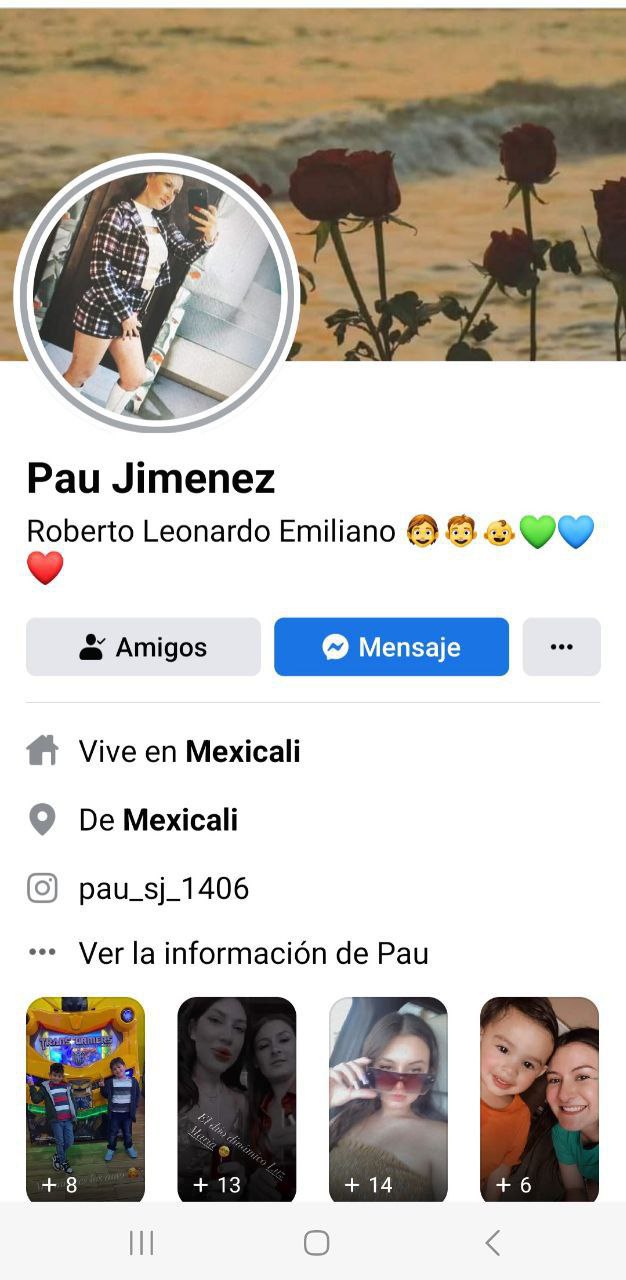 Pau Jimenez
Roberto Leonardo Emiliano 👧👦👶💚💙
❤️
Amigos
Mensaje
Vive en Mexicali
De Mexicali
pau_sj_1406
Ver la información de Pau
TRANSFORMERS
El duo dinámico Luz
María
+ 8
+ 13
+ 14
+ 6